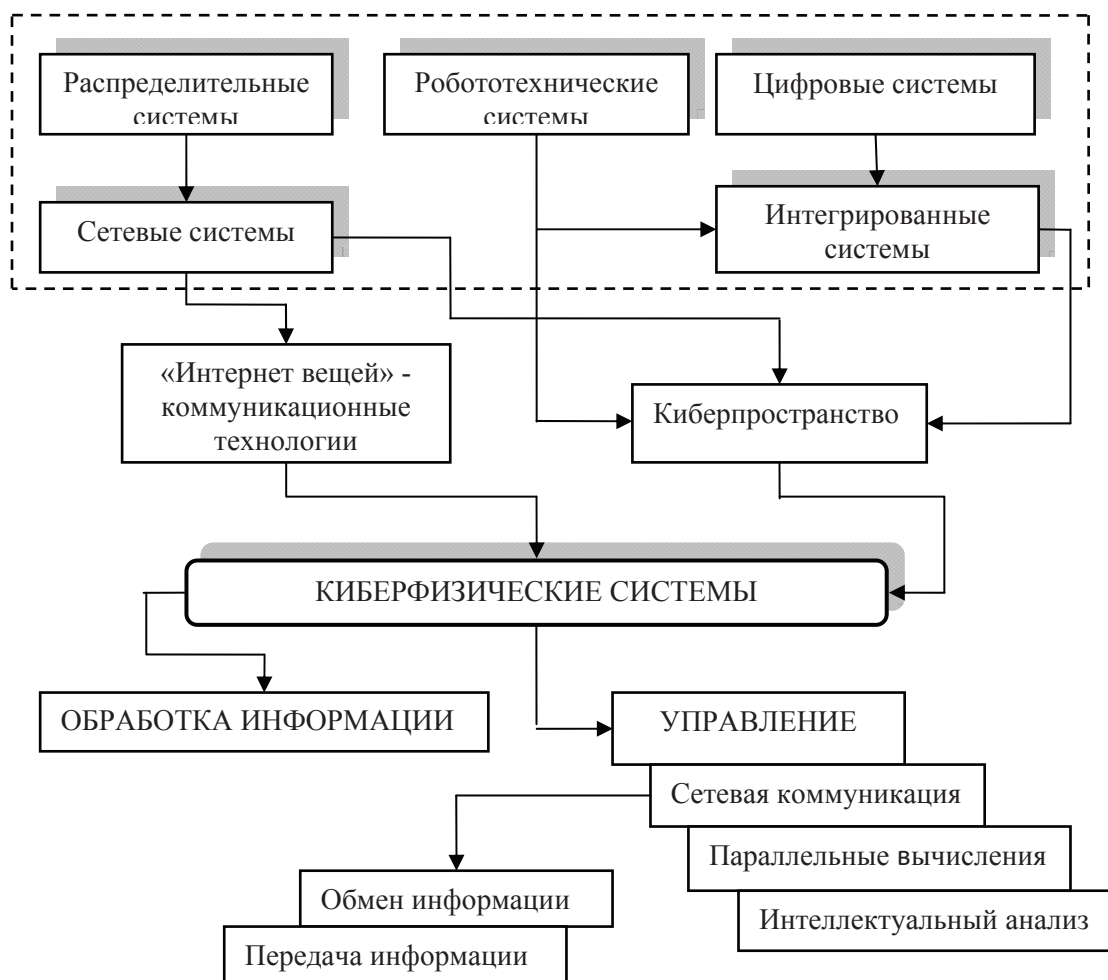 Распределительные
системы
Робототехнические
системы
Цифровые системы
Сетевые системы
Интегрированные
системы
«Интернет вещей» -
коммуникационные
технологии
Киберпространство
КИБЕРФИЗИЧЕСКИЕ СИСТЕМЫ
ОБРАБОТКА ИНФОРМАЦИИ
УПРАВЛЕНИЕ
Сетевая коммуникация
Параллельные вычисления
Интеллектуальный анализ
Обмен информации
Передача информации